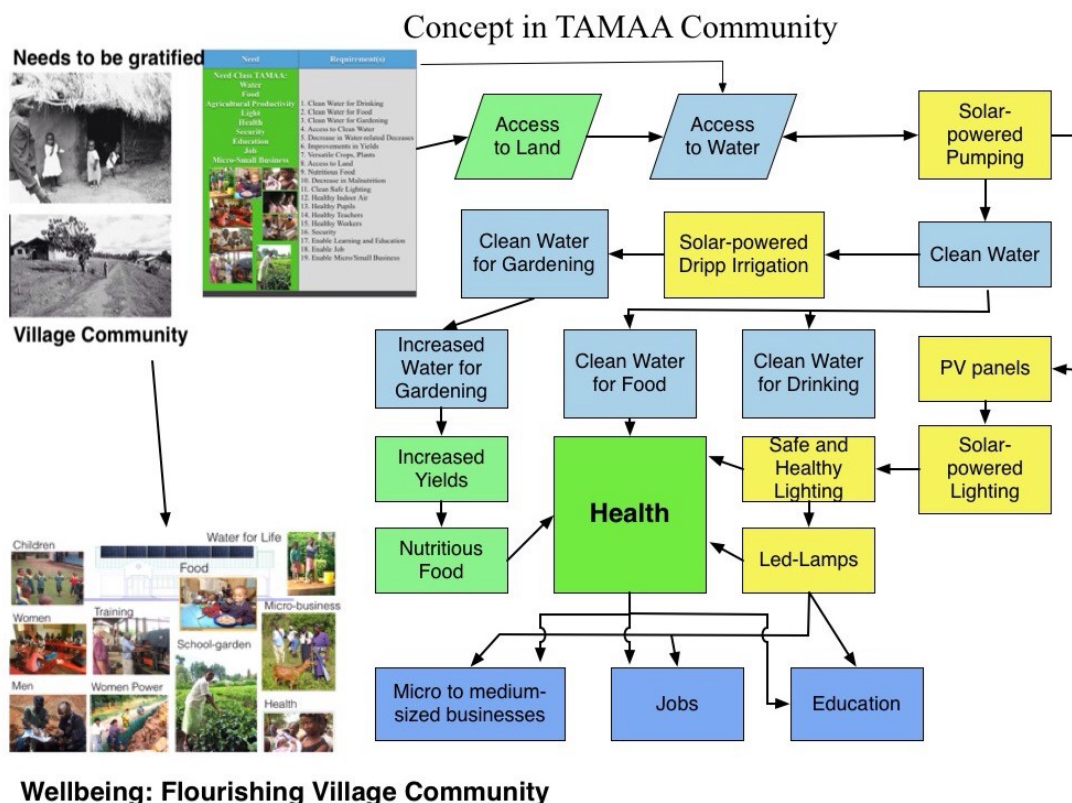 Concept in TAMAA Community
Needs to be gratified
Need
Requirement(s)
Need Class TAMAA:
Water
Food
Agricultural Productivity
Light
Health
Security
Education
Job
Micro-Small Business
1. Clean Water for Drinking
2. Clean Water for Food
3. Clean Water for Gardening
4. Access to Clean Water
5. Decrease in Water-related Deceases
6. Improvements in Yields
7. Versatile Crops, Plants
8. Access to Land
9. Nutritious Food
10. Decrease in Malnutrition
11. Clean Safe Lighting
12. Healthy Indoor Air
13. Healthy Pupils
14. Healthy Teachers
15. Healthy Workers
16. Security
17. Enable Learning and Education
18. Enable Job
19. Enable Micro/Small Business
Village Community
Access
to Land
Access
to Water
Solar-
powered
Pumping
Clean Water
for Gardening
Solar-powered
Dripp Irrigation
Clean Water
Increased
Water for
Gardening
Clean Water
for Food
Clean Water
for Drinking
PV panels
Increased
Yields
Health
Safe and
Healthy
Lighting
Solar-
powered
Lighting
Nutritious
Food
Led-Lamps
Micro to medium-
sized businesses
Jobs
Education
Children
Water for Life
Food
Women
Training
Micro-business
School-garden
Men
Women Power
Health
Wellbeing: Flourishing Village Community